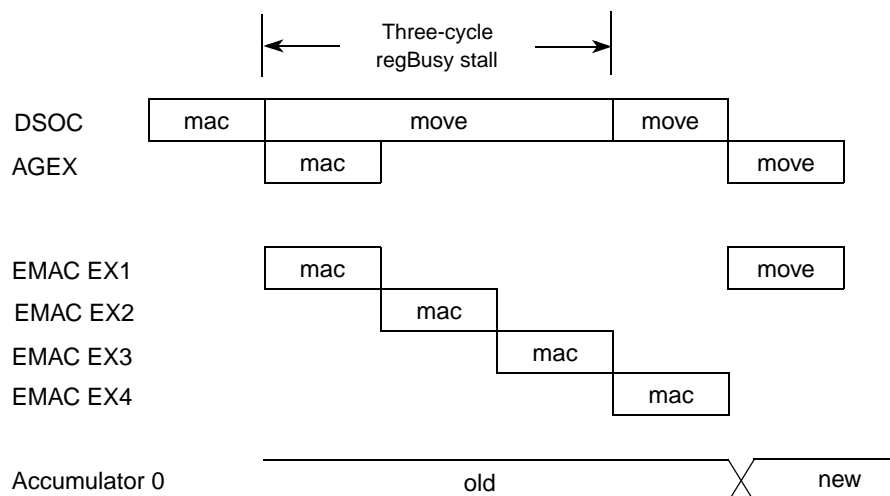 Three-cycle
regBusy stall
DSOC mac move move
AGEX mac move
EMAC EX1 mac move
EMAC EX2 mac
EMAC EX3 mac
EMAC EX4 mac
Accumulator 0 old new